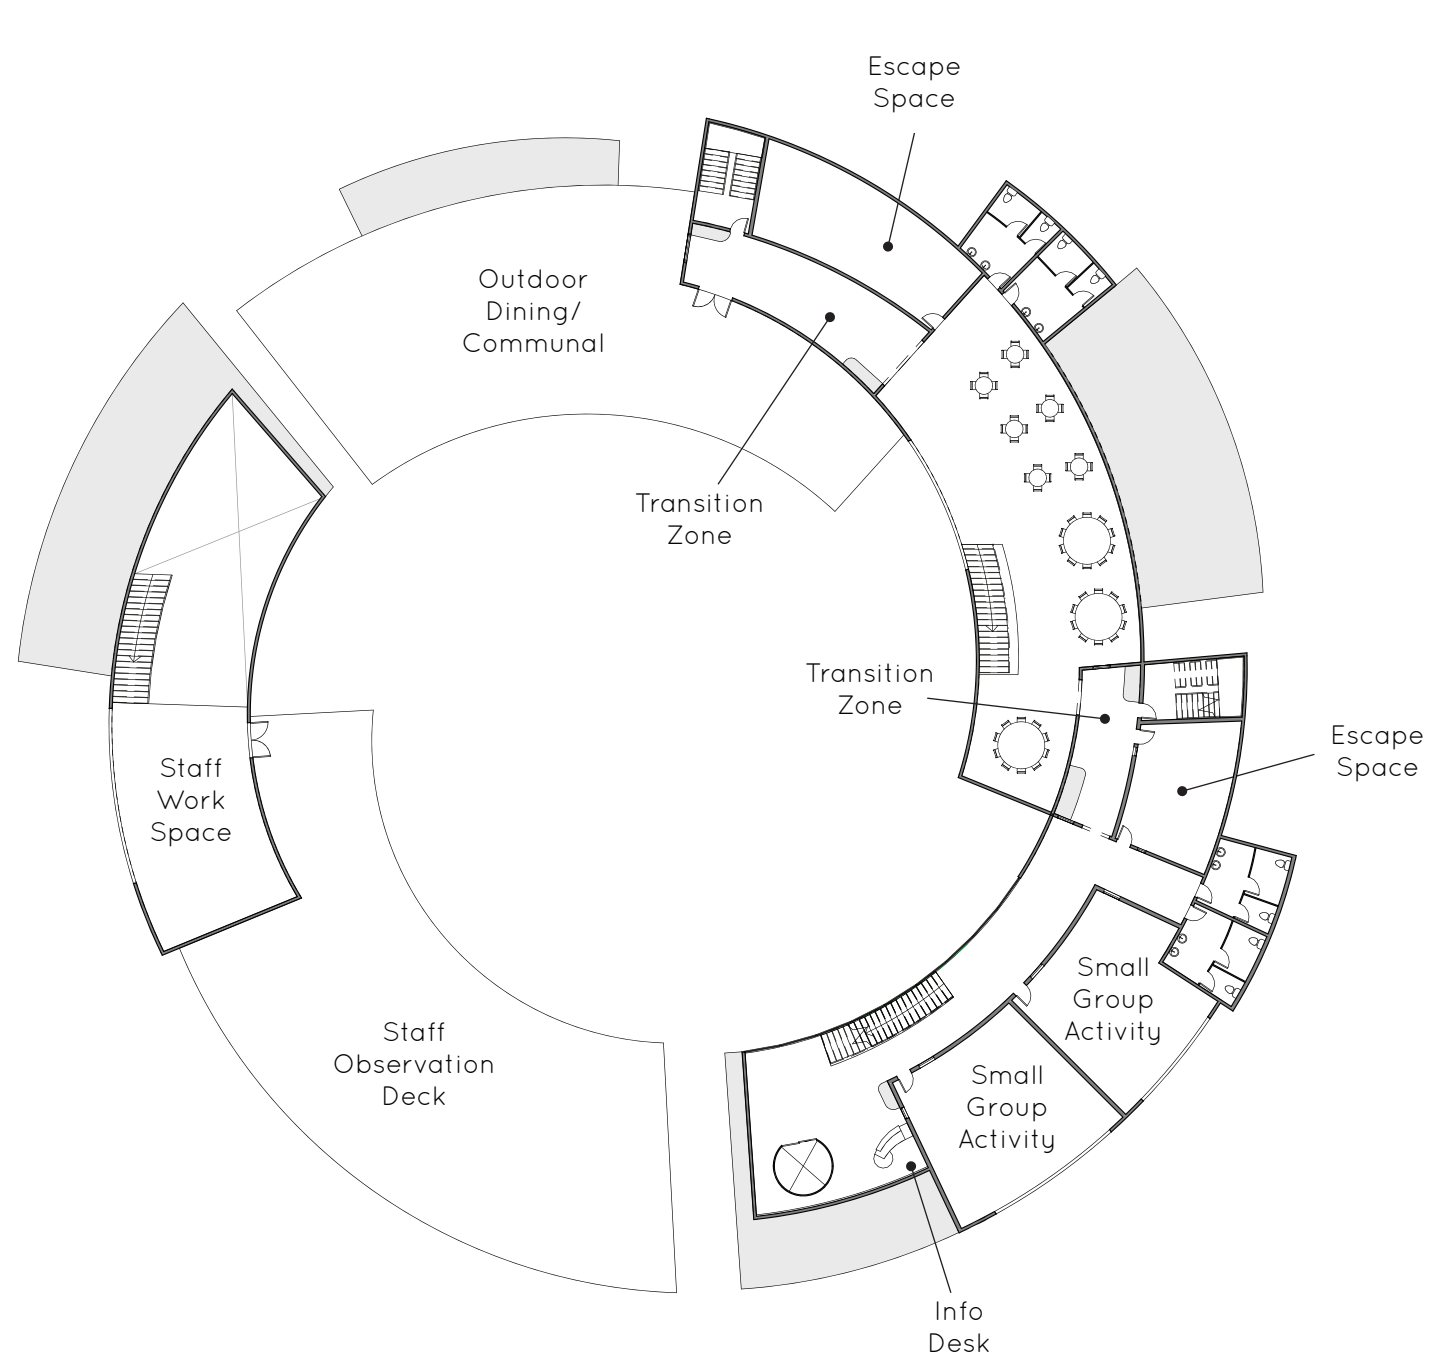 Escape
Space
Outdoor
Dining/
Communal
Transition
Zone
Transition
Zone
Escape
Space
Staff
Work
Space
Small
Group
Activity
Staff
Observation
Deck
Small
Group
Activity
Info
Desk